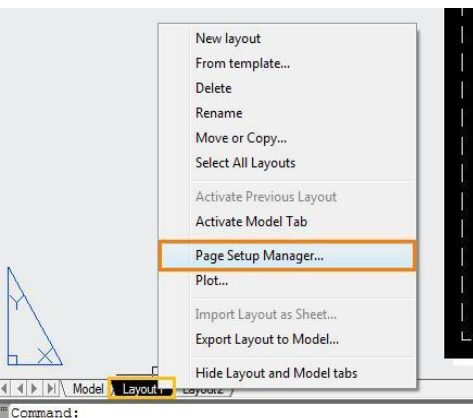 New layout
From template...
Delete
Rename
Move or Copy...
Select All Layouts
Activate Previous Layout
Activate Model Tab
Page Setup Manager...
Plot...
Import Layout as Sheet...
Export Layout to Model...
Hide Layout and Model tabs
Y
X
Model Layout1 Layout2
Command: